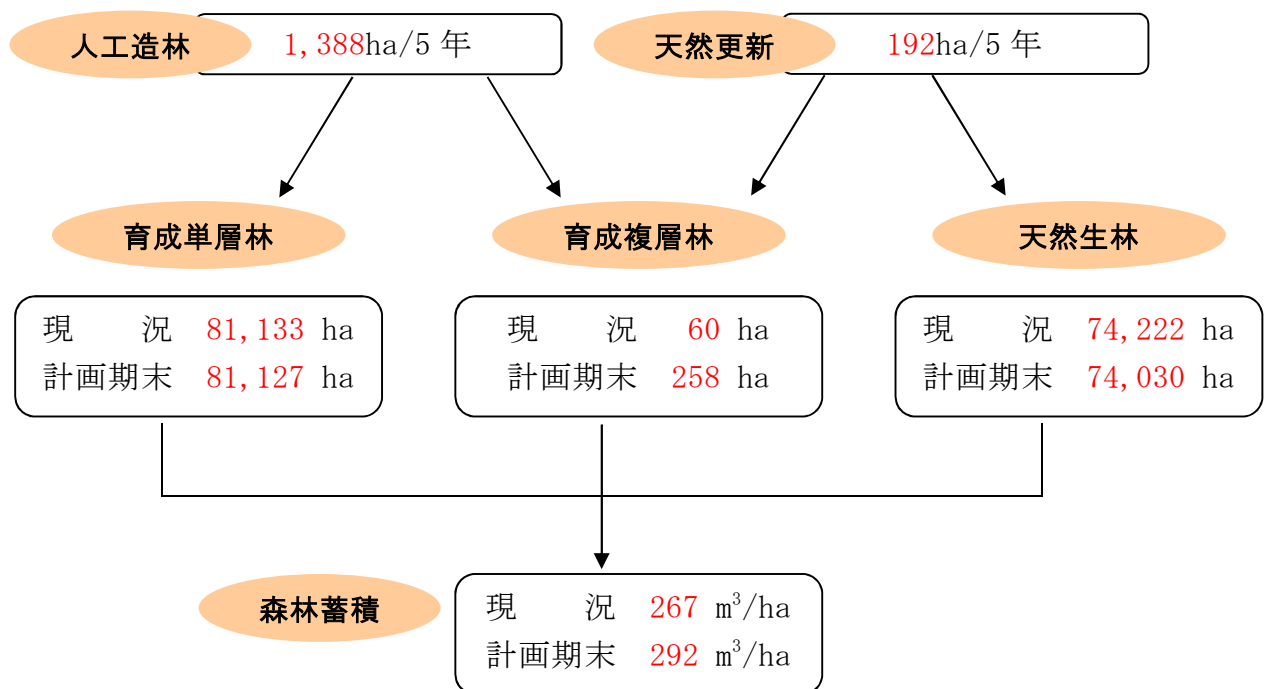 人工造林 1,388ha/5 年
天然更新 192ha/5 年
育成単層林
育成複層林
天然生林
現 況 81,133 ha
計画期末 81,127 ha
現 況 60 ha
計画期末 258 ha
現 況 74,222 ha
計画期末 74,030 ha
森林蓄積
現 況 267 m³/ha
計画期末 292 m³/ha